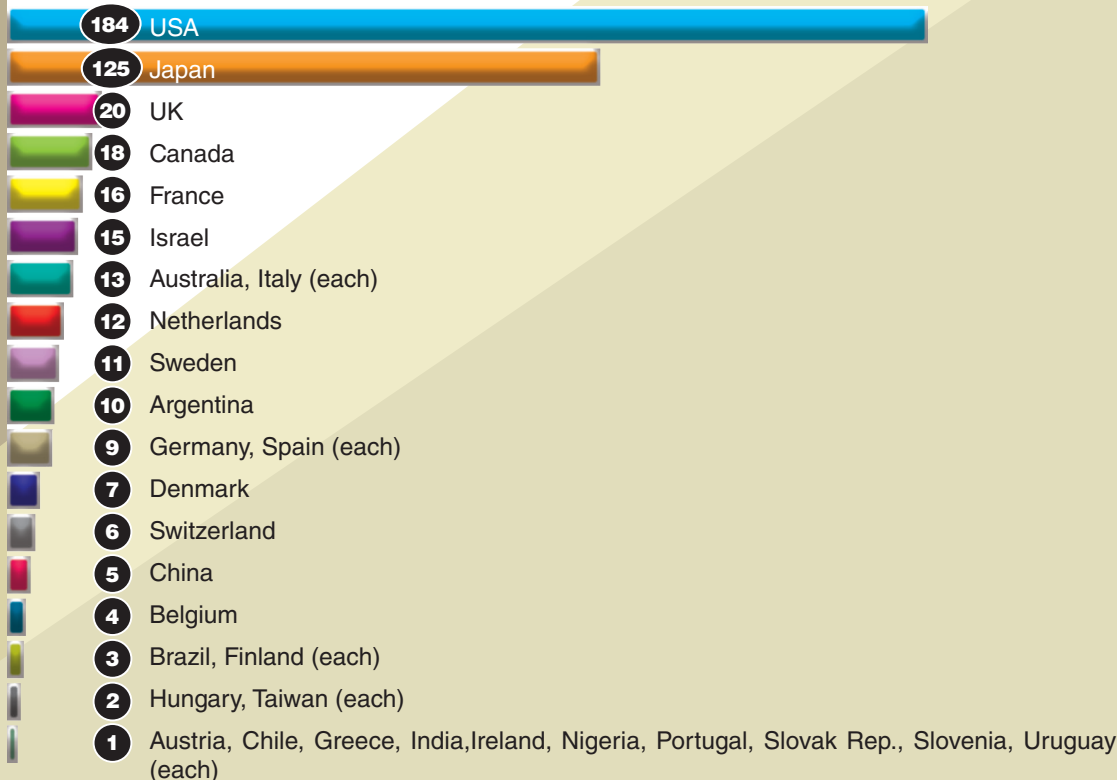 184 USA
125 Japan
20 UK
18 Canada
16 France
15 Israel
13 Australia, Italy (each)
12 Netherlands
11 Sweden
10 Argentina
9 Germany, Spain (each)
7 Denmark
6 Switzerland
5 China
4 Belgium
3 Brazil, Finland (each)
2 Hungary, Taiwan (each)
1 Austria, Chile, Greece, India,Ireland, Nigeria, Portugal, Slovak Rep., Slovenia, Uruguay
(each)